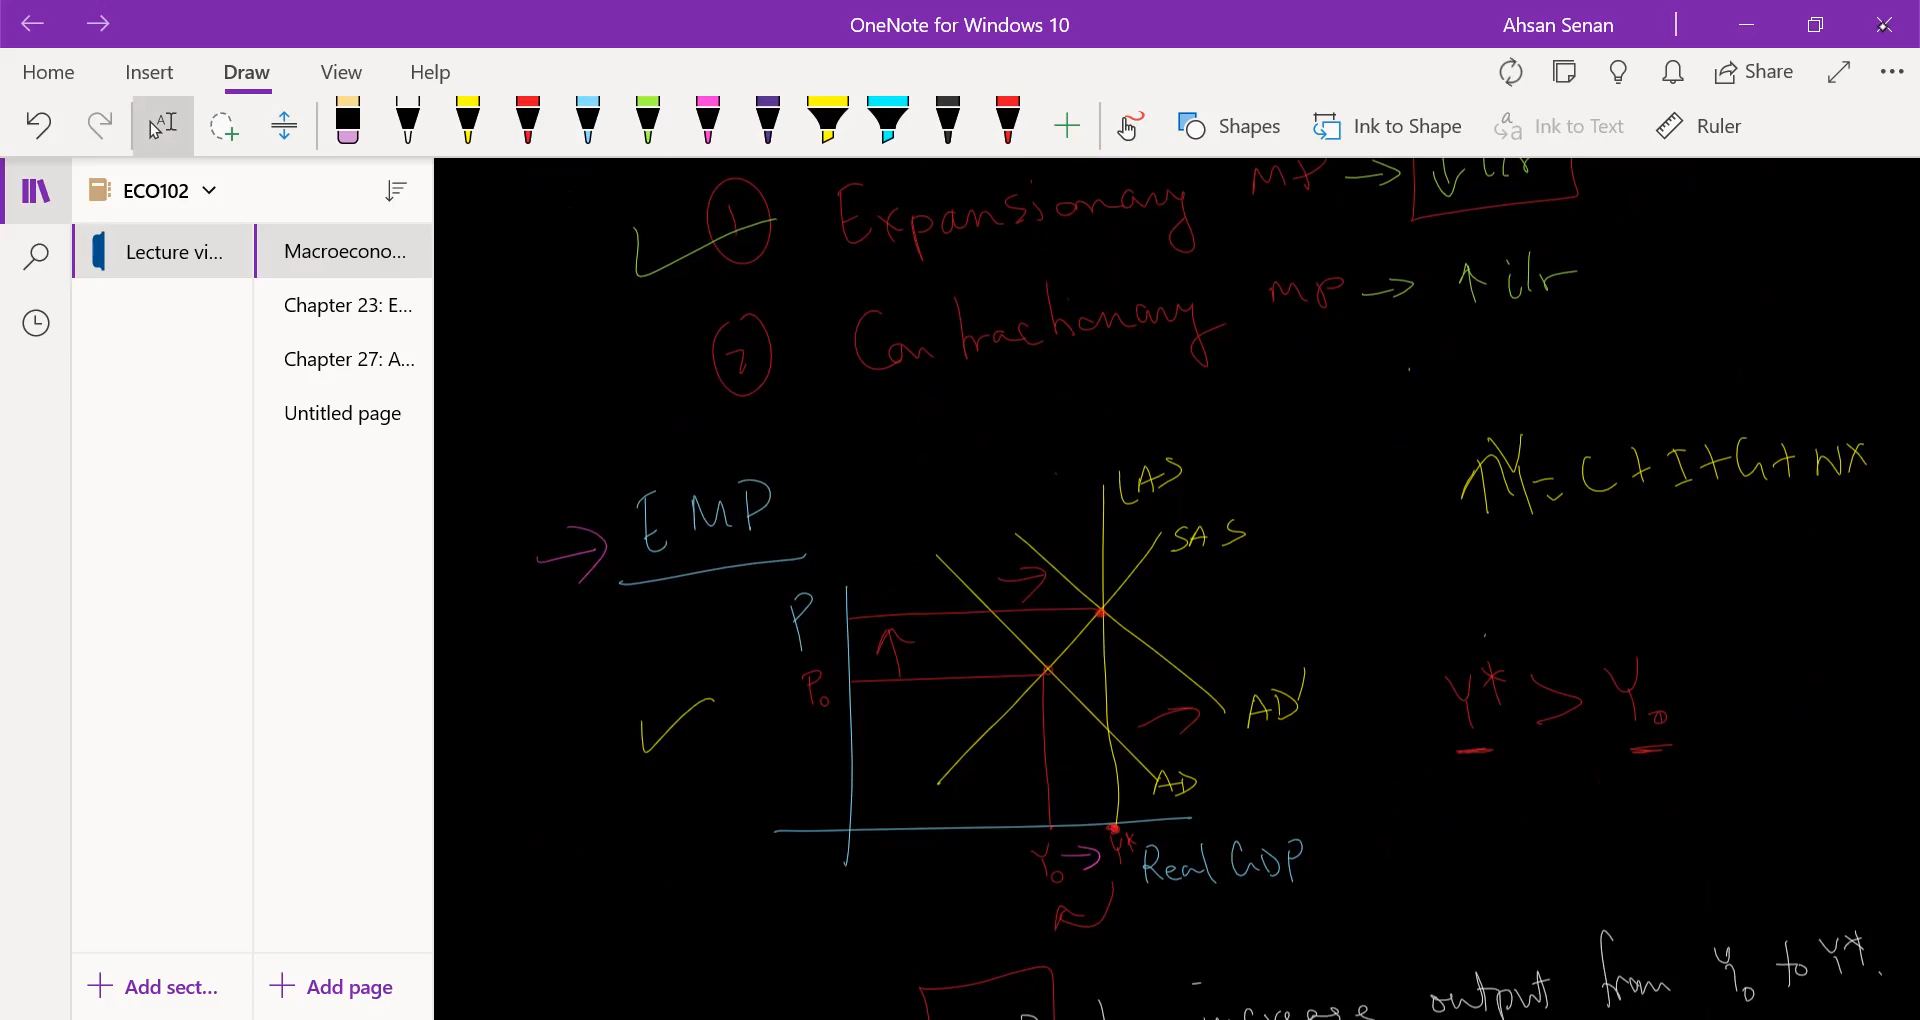 OneNote for Windows 10
Ahsan Senan
Home Insert Draw View Help
Share
Shapes Ink to Shape Ink to Text Ruler
ECO102
Lecture vi...
Macroecono...
Chapter 23: E...
Chapter 27: A...
Untitled page
Add sect...
Add page
① Expansionary MP → ↓
② Contractionary MP → ↑
Y = C + I + G + NX
→ EMP
LAS
SAS
P
P₀
AD'
AD
Y* > Y₀
Y₀ → Y*
Real GDP
increase output from Y₀ to Y*.